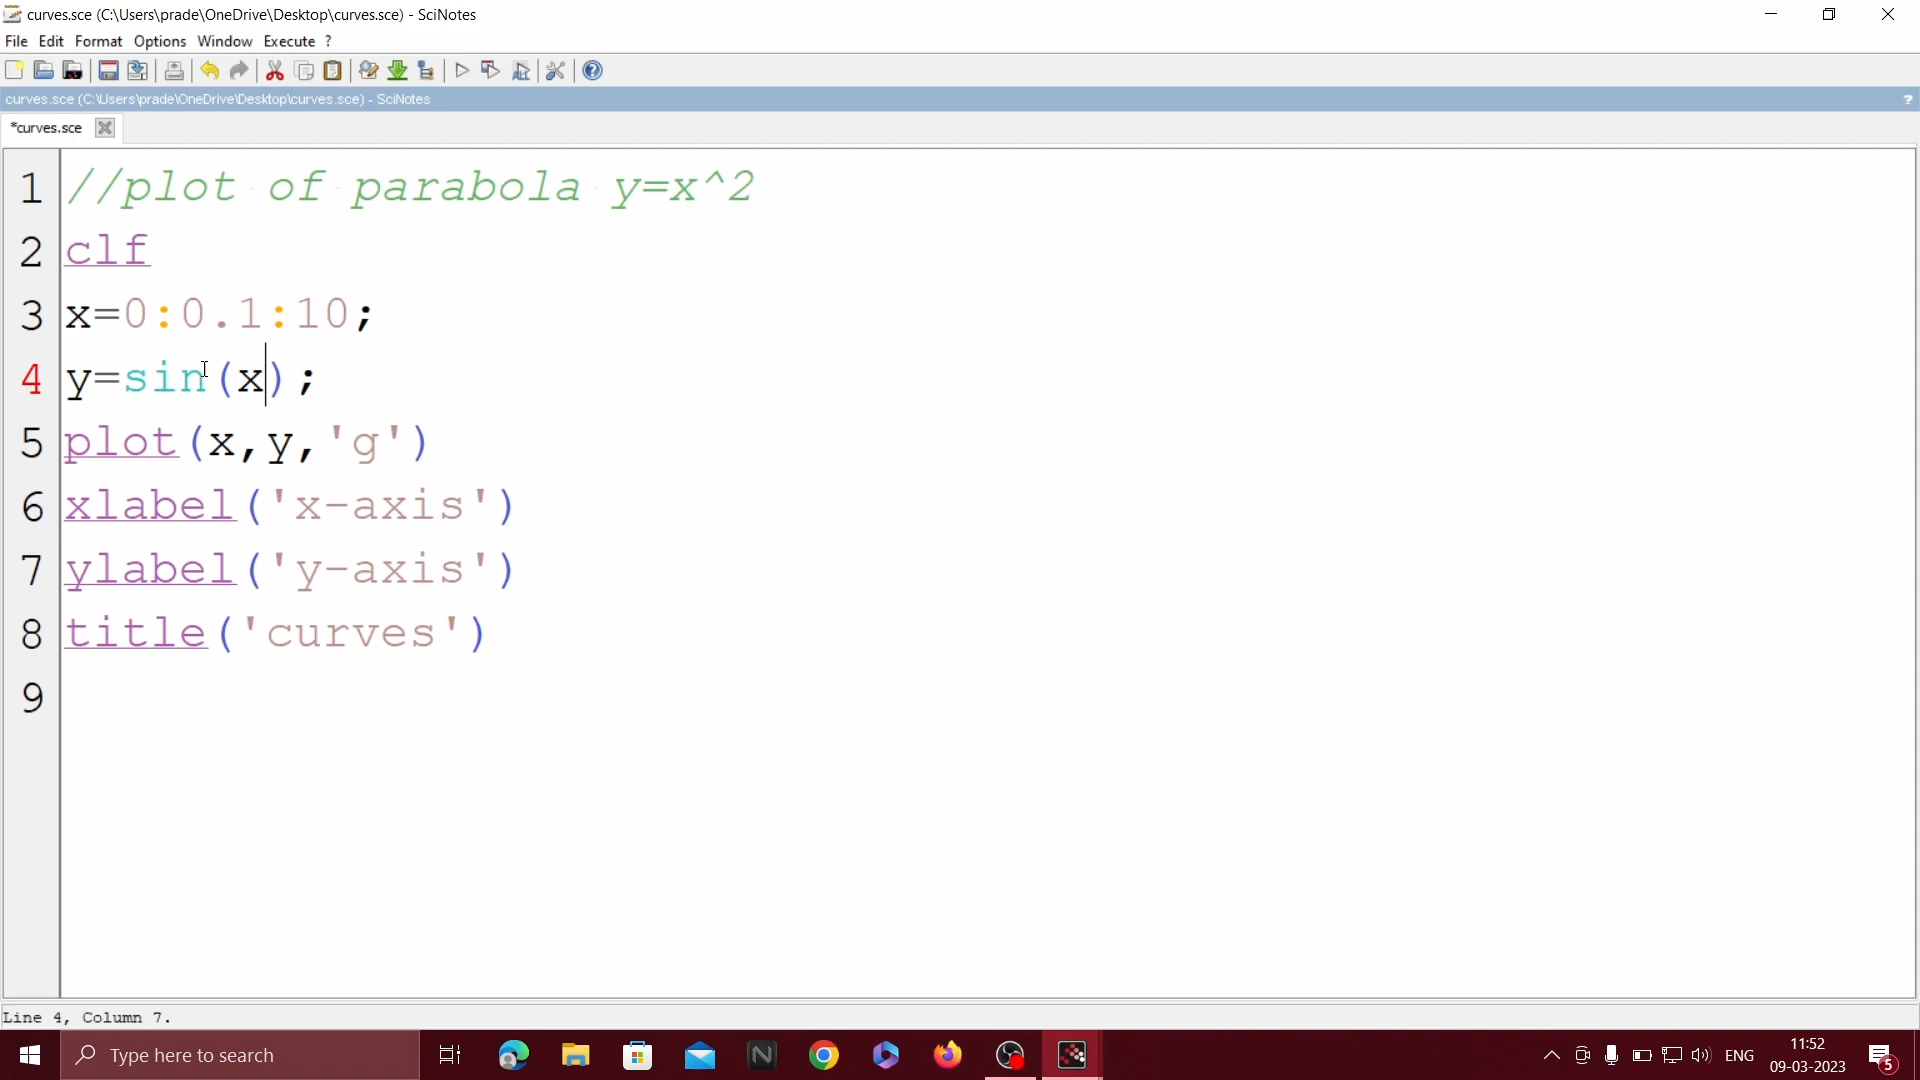 curves.sce (C:\Users\prade\OneDrive\Desktop\curves.sce) - SciNotes
File Edit Format Options Window Execute ?
curves.sce (C:\Users\prade\OneDrive\Desktop\curves.sce) - SciNotes ?
*curves.sce
1 //plot of parabola y=x^2
2 clf
3 x=0:0.1:10;
4 y=sin(x);
5 plot(x,y,'g')
6 xlabel('x-axis')
7 ylabel('y-axis')
8 title('curves')
9
Line 4, Column 7.
Type here to search
ENG
11:52
09-03-2023
5